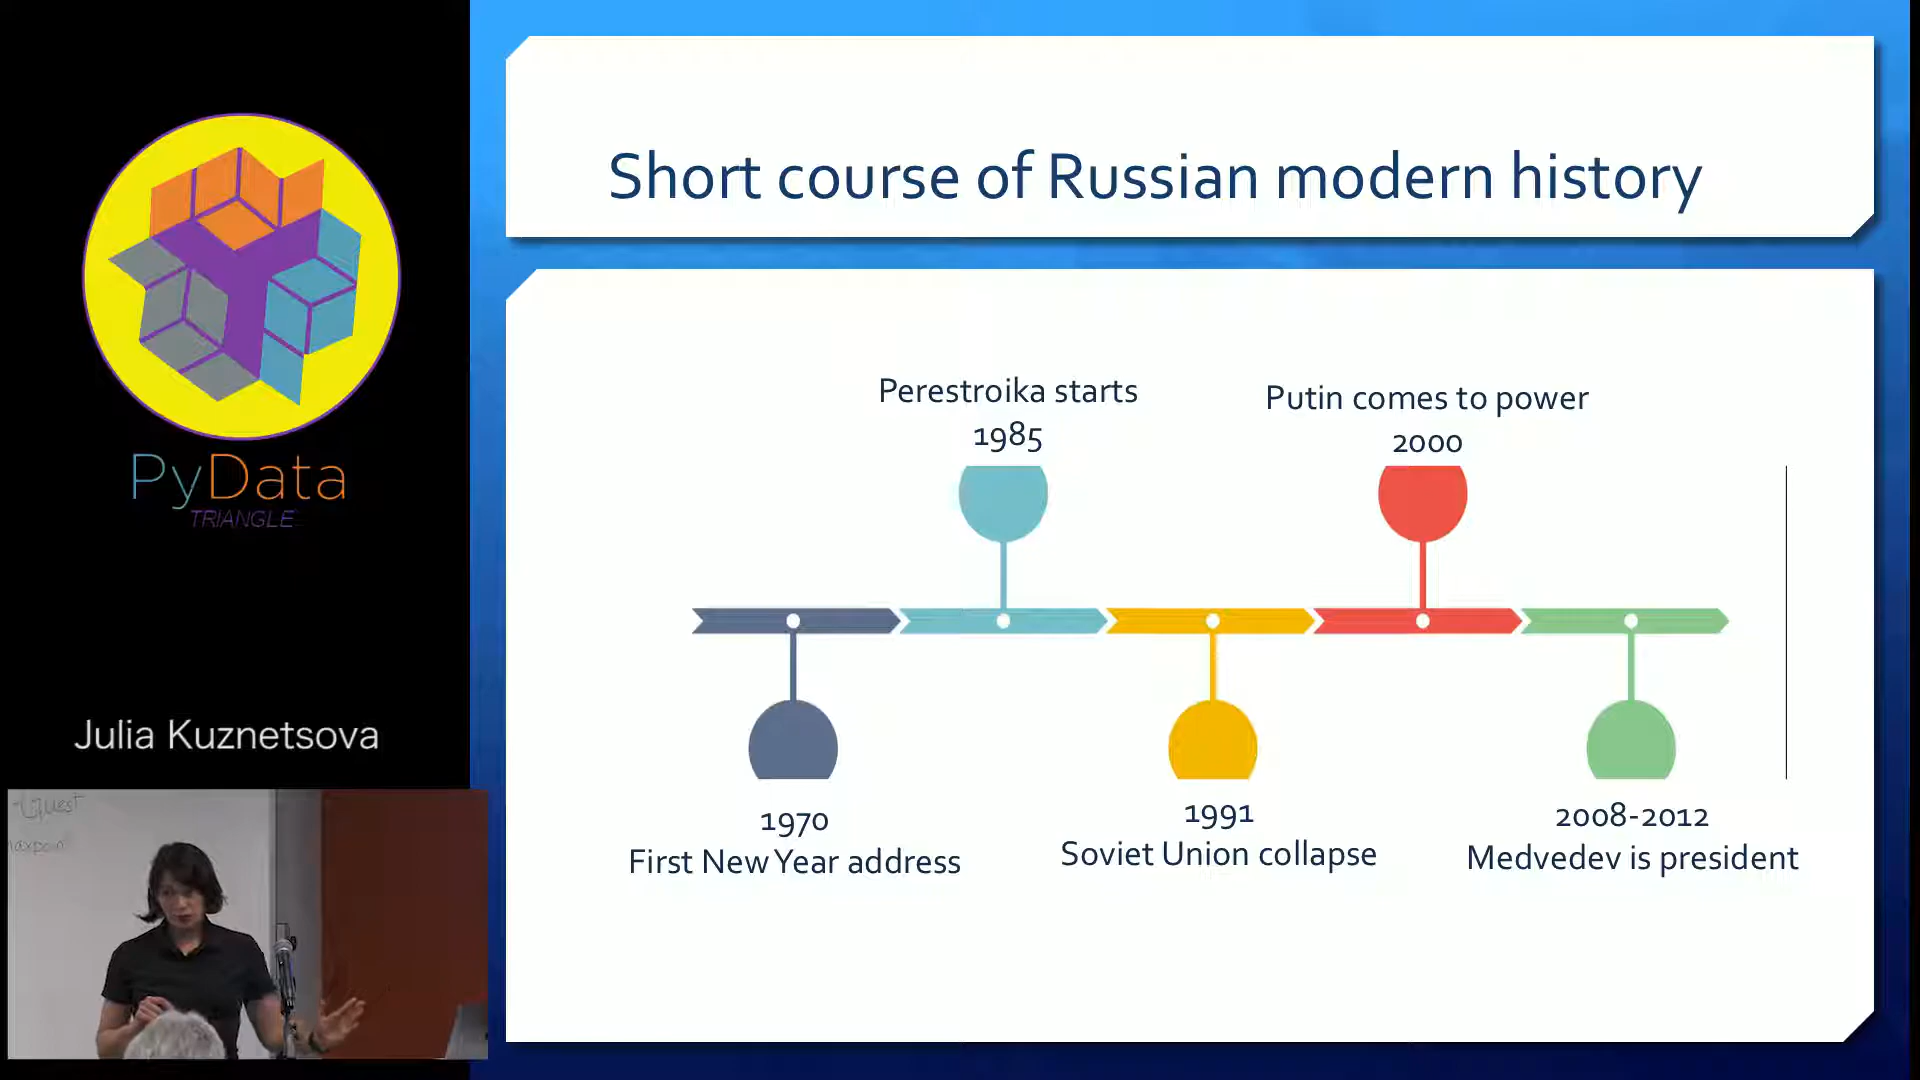 Short course of Russian modern history
Perestroika starts
1985
Putin comes to power
2000
1970
First New Year address
1991
Soviet Union collapse
2008-2012
Medvedev is president
PyData
TRIANGLE
Julia Kuznetsova